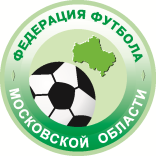 ФЕДЕРАЦИЯ ФУТБОЛА
МОСКОВСКОЙ ОБЛАСТИ